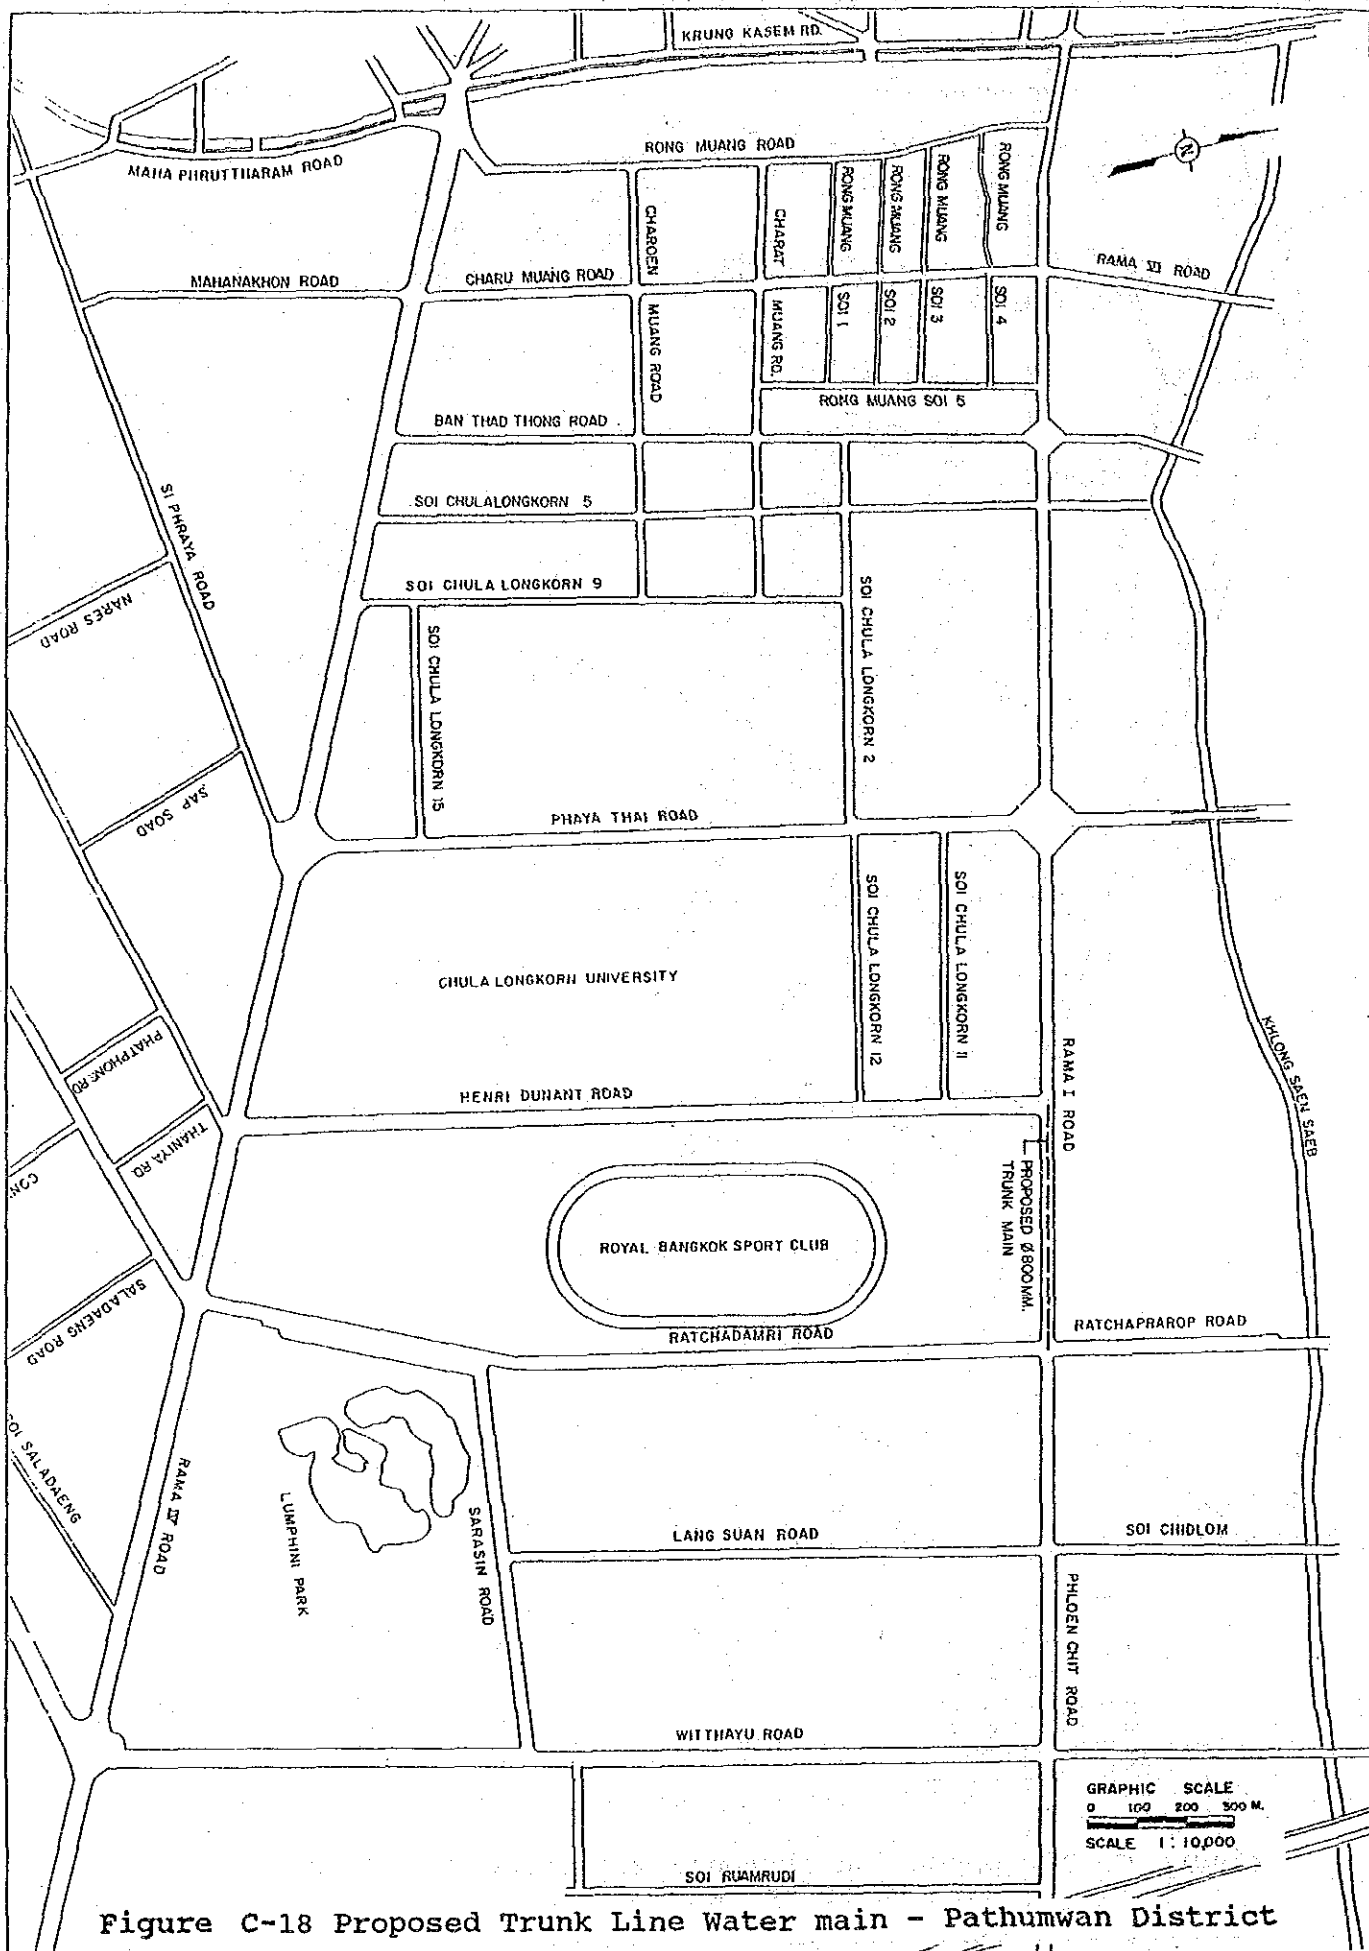 KRUNG KASEM RD.
RONG MUANG ROAD
MAHA PHRUTTHARAM ROAD
N
RONG MUANG
RONG MUANG
RONG MUANG
RONG MUANG
CHAROEN
CHARAT
RAMA VI ROAD
MAHANAKHON ROAD
CHARU MUANG ROAD
MUANG ROAD
MUANG RD.
SOI 1
SOI 2
SOI 3
SOI 4
RONG MUANG SOI 5
BAN THAD THONG ROAD
SOI CHULALONGKORN 5
SI PHRAYA ROAD
SOI CHULA LONGKORN 9
NARES ROAD
SOI CHULA LONGKORN 15
SOI CHULA LONGKORN 2
SAP SOAD
PHAYA THAI ROAD
SOI CHULA LONGKORN 12
SOI CHULA LONGKORN 11
CHULA LONGKORN UNIVERSITY
RAMA I ROAD
KHLONG SAEN SAEB
PHATPHONG RD
HENRI DUNANT ROAD
THANIYA RD.
CON
PROPOSED Ø800MM.
TRUNK MAIN
ROYAL BANGKOK SPORT CLUB
SALADAENG ROAD
RATCHADAMRI ROAD
RATCHAPRAROP ROAD
SOI SALADAENG
RAMA IV ROAD
LUMPHINI PARK
SARASIN ROAD
LANG SUAN ROAD
SOI CHIDLOM
PHLOEN CHIT ROAD
WITTHAYU ROAD
GRAPHIC SCALE
0 100 200 300 M.
SCALE 1:10,000
SOI RUAMRUDI
Figure C-18 Proposed Trunk Line Water main - Pathumwan District